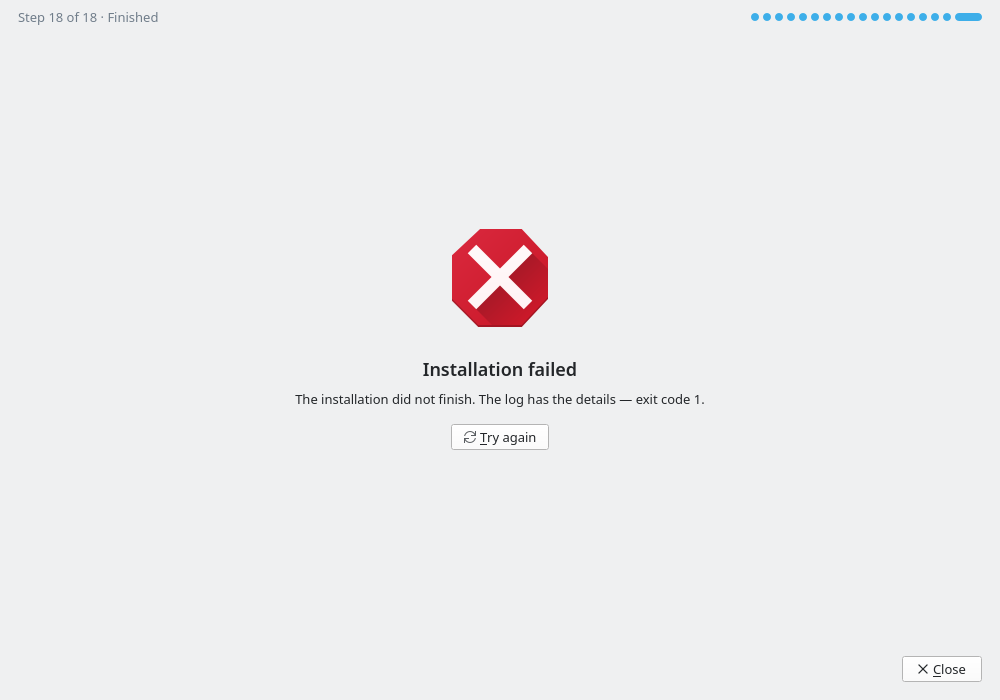 Step 18 of 18 · Finished
Installation failed
The installation did not finish. The log has the details — exit code 1.
Try again
Close